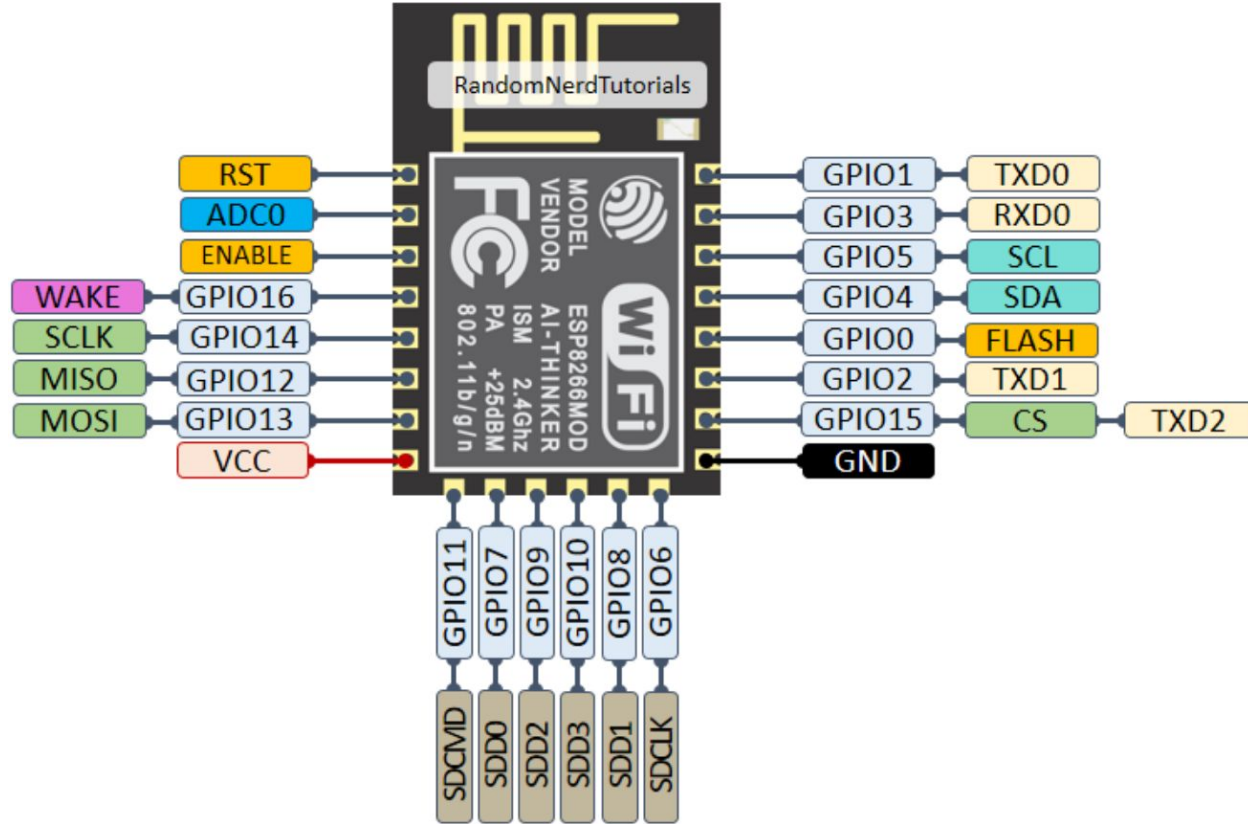 RandomNerdTutorials
RST
ADC0
ENABLE
WAKE GPIO16
SCLK GPIO14
MISO GPIO12
MOSI GPIO13
VCC
MODEL
VENDOR
FC
ESP8266MOD
AI-THINKER
ISM 2.4Ghz
PA +25dBM
802.11b/g/n
Wi Fi
GPIO1 TXD0
GPIO3 RXD0
GPIO5 SCL
GPIO4 SDA
GPIO0 FLASH
GPIO2 TXD1
GPIO15 CS TXD2
GND
GPIO11 SDCMD
GPIO7 SDD0
GPIO9 SDD2
GPIO10 SDD3
GPIO8 SDD1
GPIO6 SDCLK